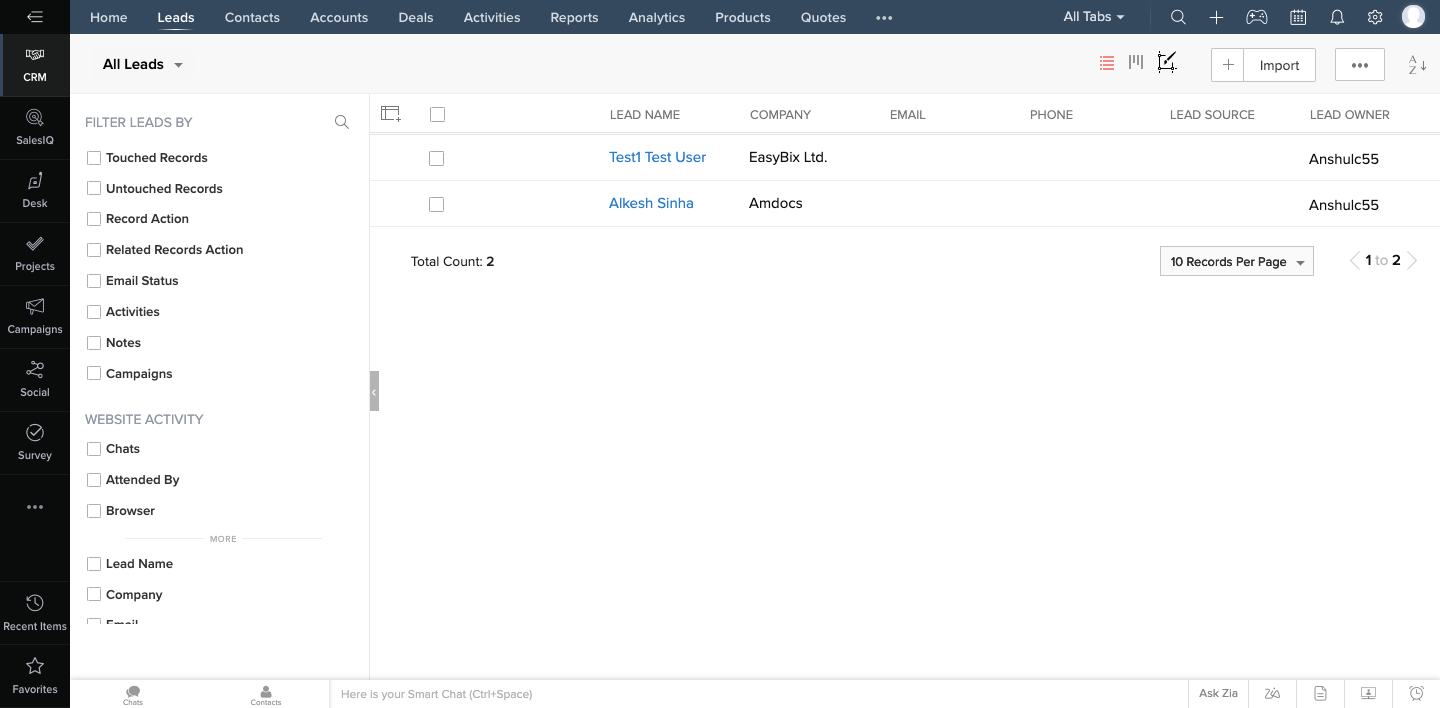 Home Leads Contacts Accounts Deals Activities Reports Analytics Products Quotes ••• All Tabs
CRM
SalesIQ
Desk
Projects
Campaigns
Social
Survey
Recent Items
Favorites
All Leads
Import
A
Z
FILTER LEADS BY
Touched Records
Untouched Records
Record Action
Related Records Action
Email Status
Activities
Notes
Campaigns
WEBSITE ACTIVITY
Chats
Attended By
Browser
MORE
Lead Name
Company
Email
LEAD NAME COMPANY EMAIL PHONE LEAD SOURCE LEAD OWNER
Test1 Test User EasyBix Ltd. Anshulc55
Alkesh Sinha Amdocs Anshulc55
Total Count: 2 10 Records Per Page 1 to 2
Chats Contacts Here is your Smart Chat (Ctrl+Space) Ask Zia